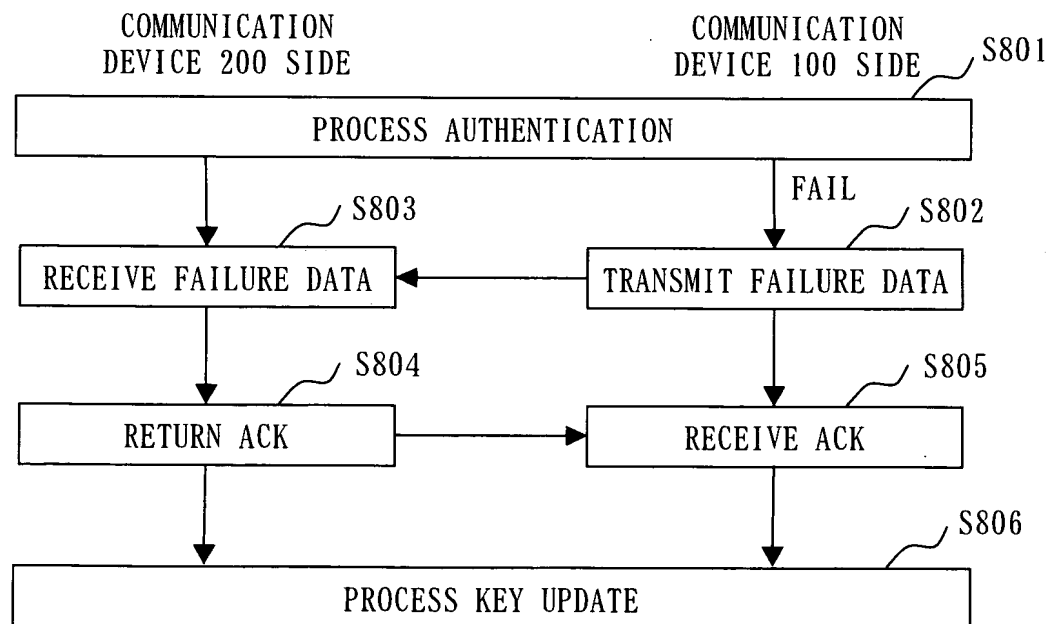 COMMUNICATION
DEVICE 200 SIDE
COMMUNICATION
DEVICE 100 SIDE
S801
PROCESS AUTHENTICATION
FAIL
S803
S802
RECEIVE FAILURE DATA
TRANSMIT FAILURE DATA
S804
S805
RETURN ACK
RECEIVE ACK
S806
PROCESS KEY UPDATE